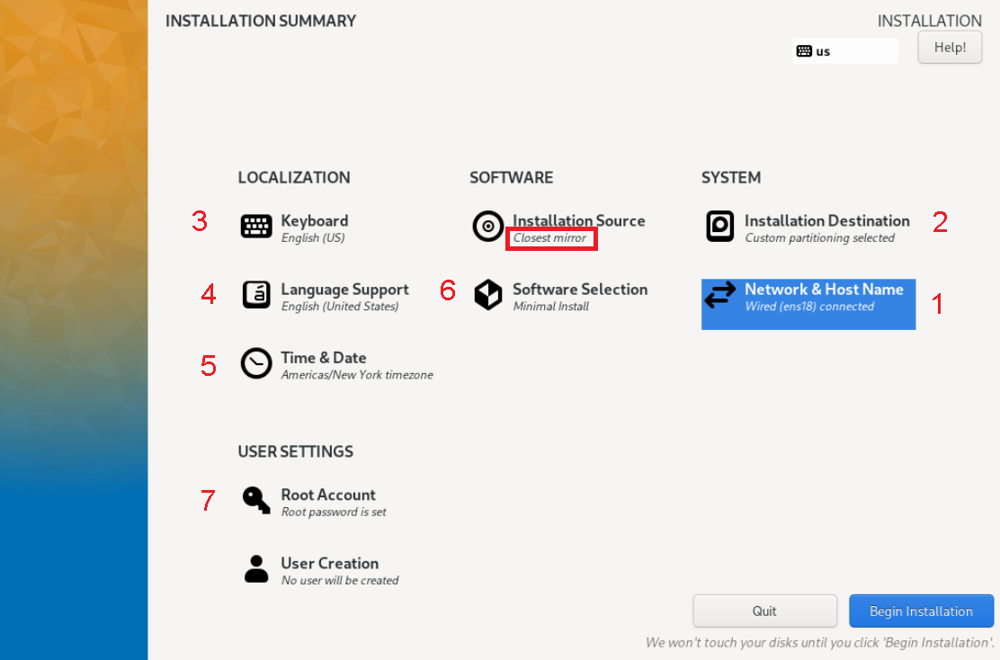 INSTALLATION SUMMARY
INSTALLATION
us
Help!
LOCALIZATION
3
Keyboard
English (US)
4
Language Support
English (United States)
5
Time & Date
Americas/New York timezone
SOFTWARE
Installation Source
Closest mirror
6
Software Selection
Minimal Install
SYSTEM
Installation Destination
Custom partitioning selected
2
Network & Host Name
Wired (ens18) connected
1
USER SETTINGS
7
Root Account
Root password is set
User Creation
No user will be created
Quit
Begin Installation
We won't touch your disks until you click 'Begin Installation'.